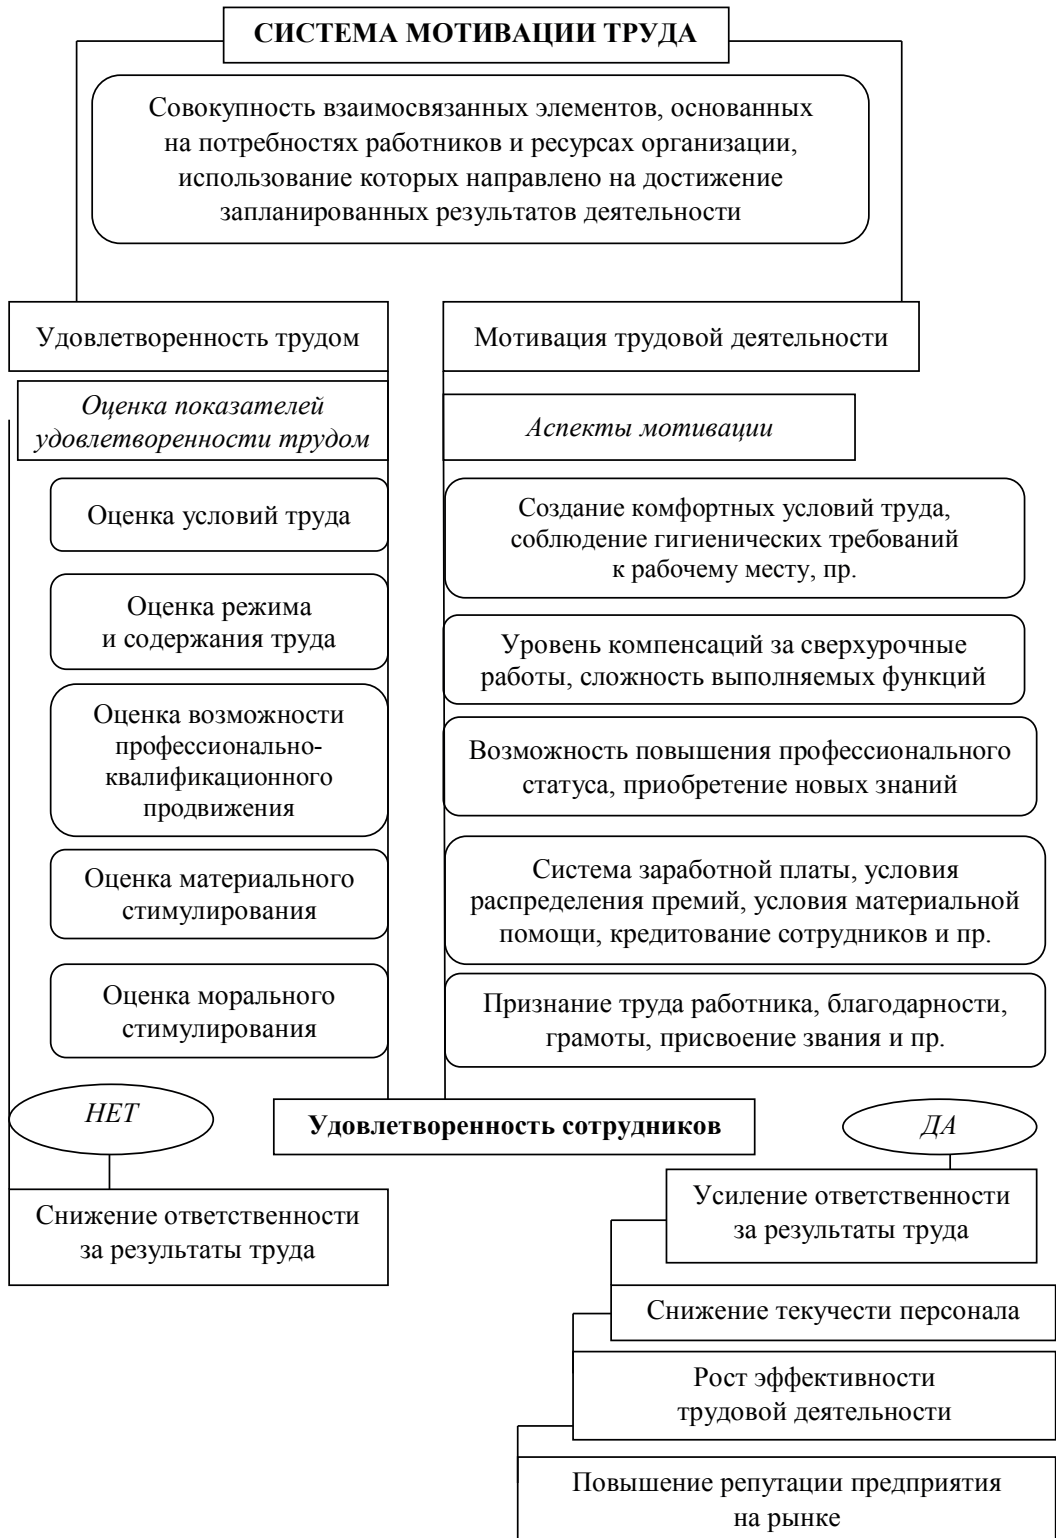 СИСТЕМА МОТИВАЦИИ ТРУДА
Совокупность взаимосвязанных элементов, основанных
на потребностях работников и ресурсах организации,
использование которых направлено на достижение
запланированных результатов деятельности
Удовлетворенность трудом
Оценка показателей
удовлетворенности трудом
Оценка условий труда
Оценка режима
и содержания труда
Оценка возможности
профессионально-
квалификационного
продвижения
Оценка материального
стимулирования
Оценка морального
стимулирования
Мотивация трудовой деятельности
Аспекты мотивации
Создание комфортных условий труда,
соблюдение гигиенических требований
к рабочему месту, пр.
Уровень компенсаций за сверхурочные
работы, сложность выполняемых функций
Возможность повышения профессионального
статуса, приобретение новых знаний
Система заработной платы, условия
распределения премий, условия материальной
помощи, кредитование сотрудников и пр.
Признание труда работника, благодарности,
грамоты, присвоение звания и пр.
Удовлетворенность сотрудников
НЕТ
Снижение ответственности
за результаты труда
ДА
Усиление ответственности
за результаты труда
Снижение текучести персонала
Рост эффективности
трудовой деятельности
Повышение репутации предприятия
на рынке